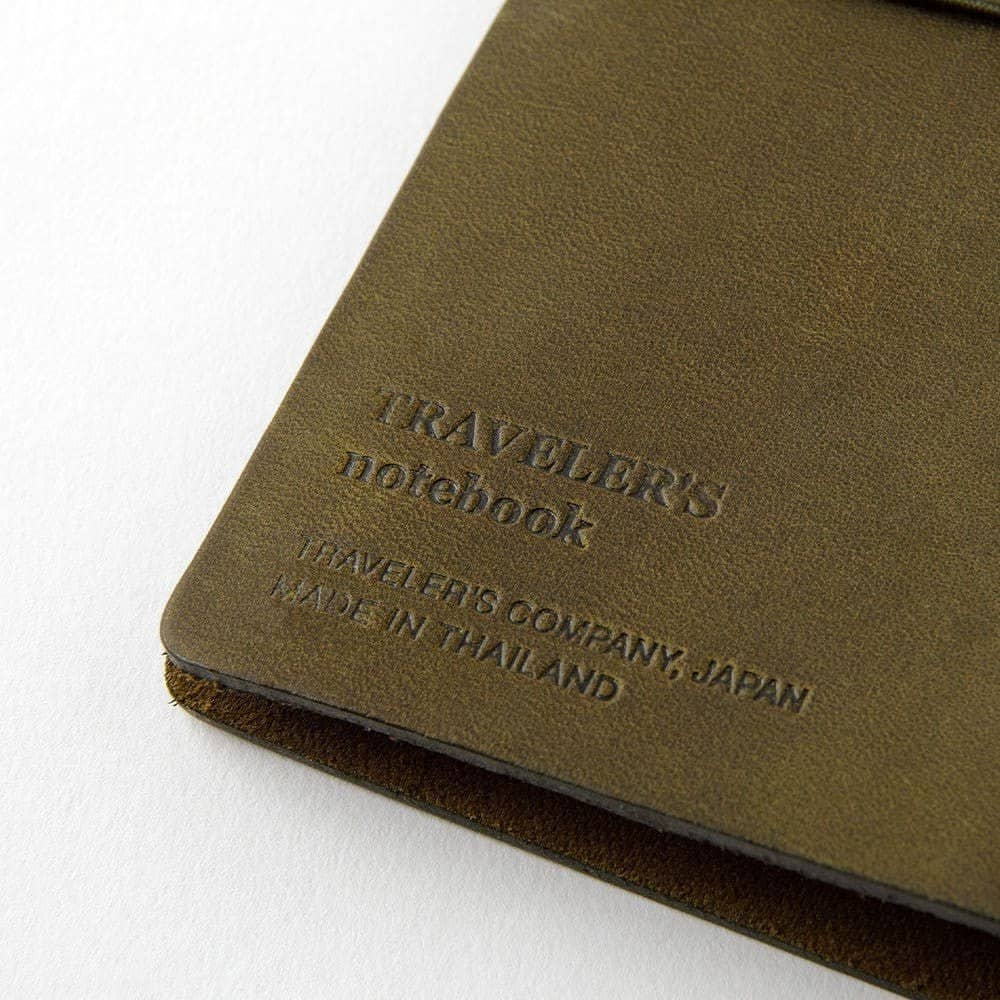 TRAVELER'S
notebook
TRAVELER'S COMPANY, JAPAN
MADE IN THAILAND